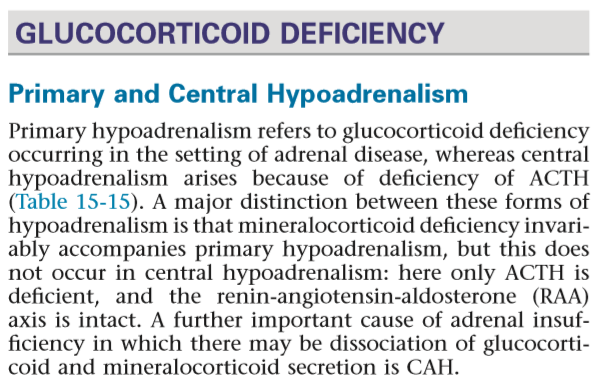 GLUCOCORTICOID DEFICIENCY
Primary and Central Hypoadrenalism
Primary hypoadrenalism refers to glucocorticoid deficiency
occurring in the setting of adrenal disease, whereas central
hypoadrenalism arises because of deficiency of ACTH
(Table 15-15). A major distinction between these forms of
hypoadrenalism is that mineralocorticoid deficiency invari-
ably accompanies primary hypoadrenalism, but this does
not occur in central hypoadrenalism: here only ACTH is
deficient, and the renin-angiotensin-aldosterone (RAA)
axis is intact. A further important cause of adrenal insuf-
ficiency in which there may be dissociation of glucocorti-
coid and mineralocorticoid secretion is CAH.